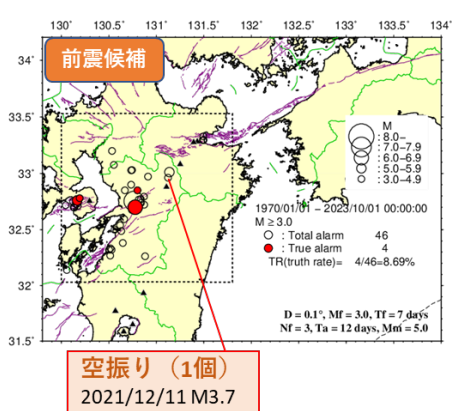 130˚ 130.5˚ 131˚ 131.5˚ 132˚ 132.5˚ 133˚ 133.5˚ 134˚
前震候補
34˚
33.5˚
33˚
32.5˚
32˚
31.5˚
M
: 8.0–
: 7.0–7.9
: 6.0–6.9
: 5.0–5.9
: 3.0–4.9
1970/01/01 – 2023/10/01 00:00:00
M ≥ 3.0
: Total alarm 46
: True alarm 4
TR(truth rate)= 4/46=8.69%
D = 0.1°, Mf = 3.0, Tf = 7 days
Nf = 3, Ta = 12 days, Mm = 5.0
空振り（1個）
2021/12/11 M3.7